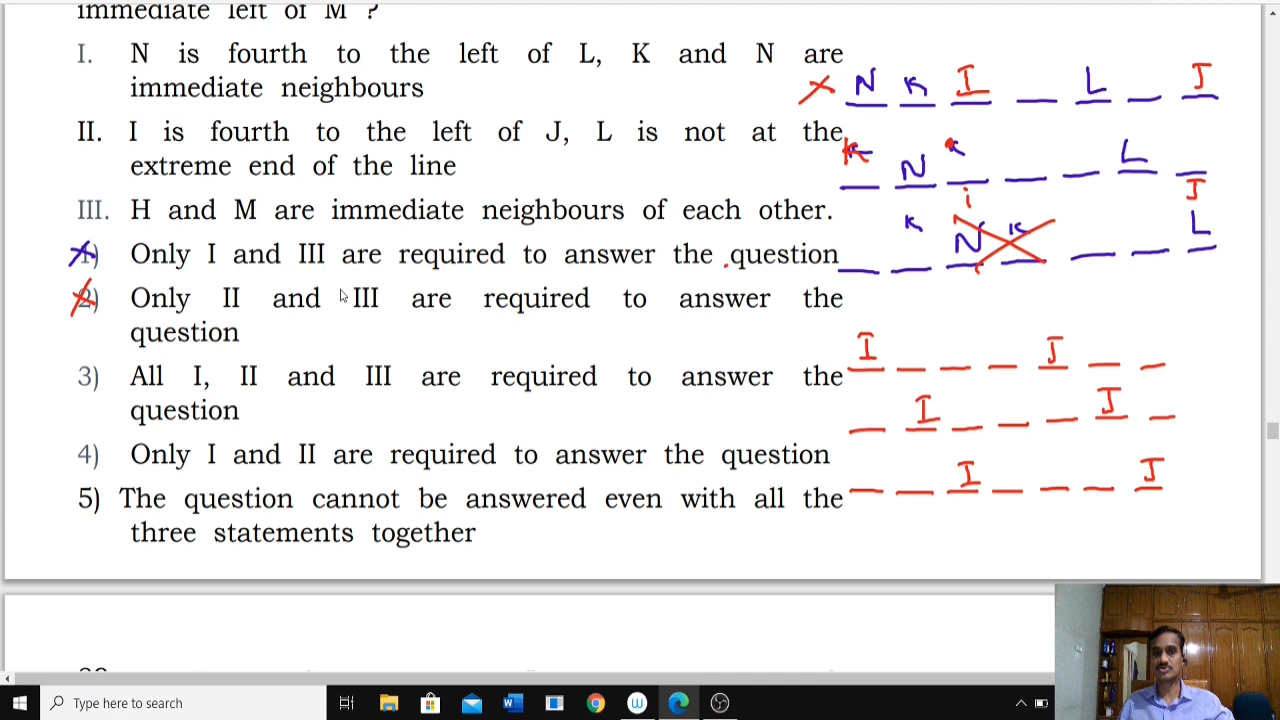 immediate left of M ?
I. N is fourth to the left of L, K and N are
immediate neighbours
II. I is fourth to the left of J, L is not at the
extreme end of the line
III. H and M are immediate neighbours of each other.
1) Only I and III are required to answer the question
2) Only II and III are required to answer the
question
3) All I, II and III are required to answer the
question
4) Only I and II are required to answer the question
5) The question cannot be answered even with all the
three statements together
N K I L J
K N K L
i J
K N K L
I J
I J
I J
Type here to search